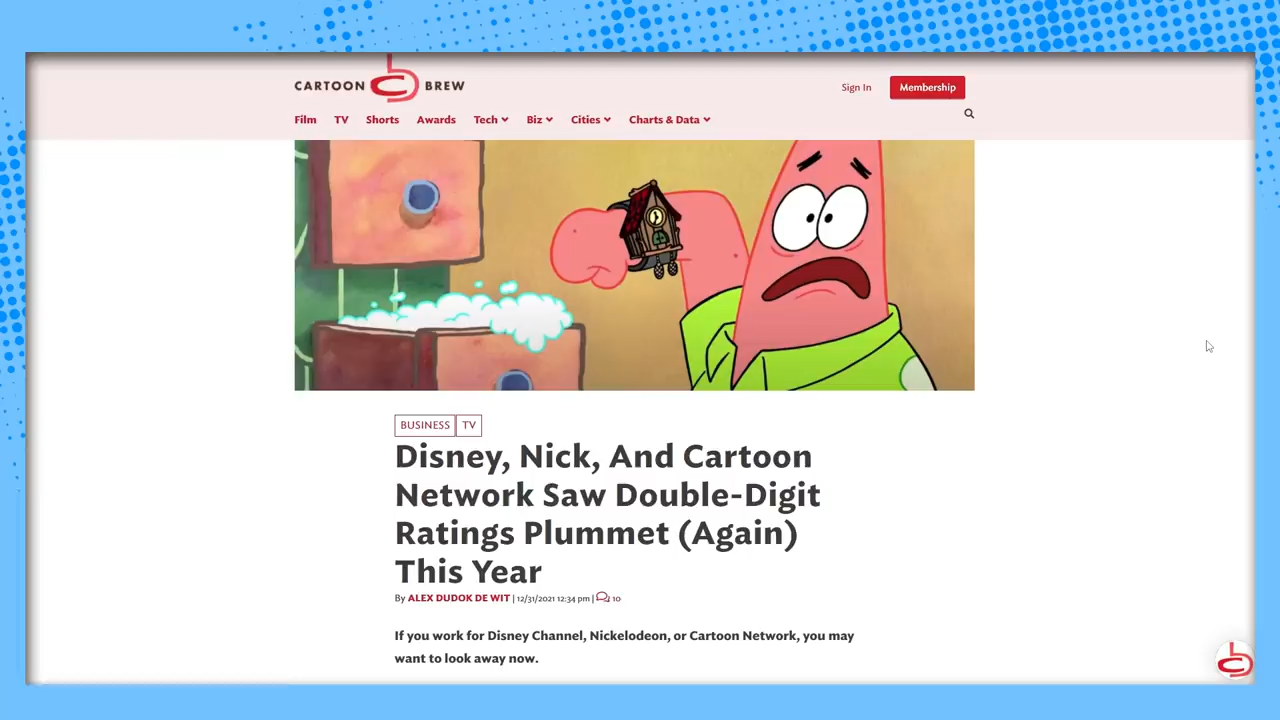 CARTOON BREW
Sign In
Membership
Film TV Shorts Awards Tech Biz Cities Charts & Data
BUSINESS TV
Disney, Nick, And Cartoon
Network Saw Double-Digit
Ratings Plummet (Again)
This Year
By ALEX DUDOK DE WIT | 12/31/2021 12:34 pm | 10
If you work for Disney Channel, Nickelodeon, or Cartoon Network, you may
want to look away now.